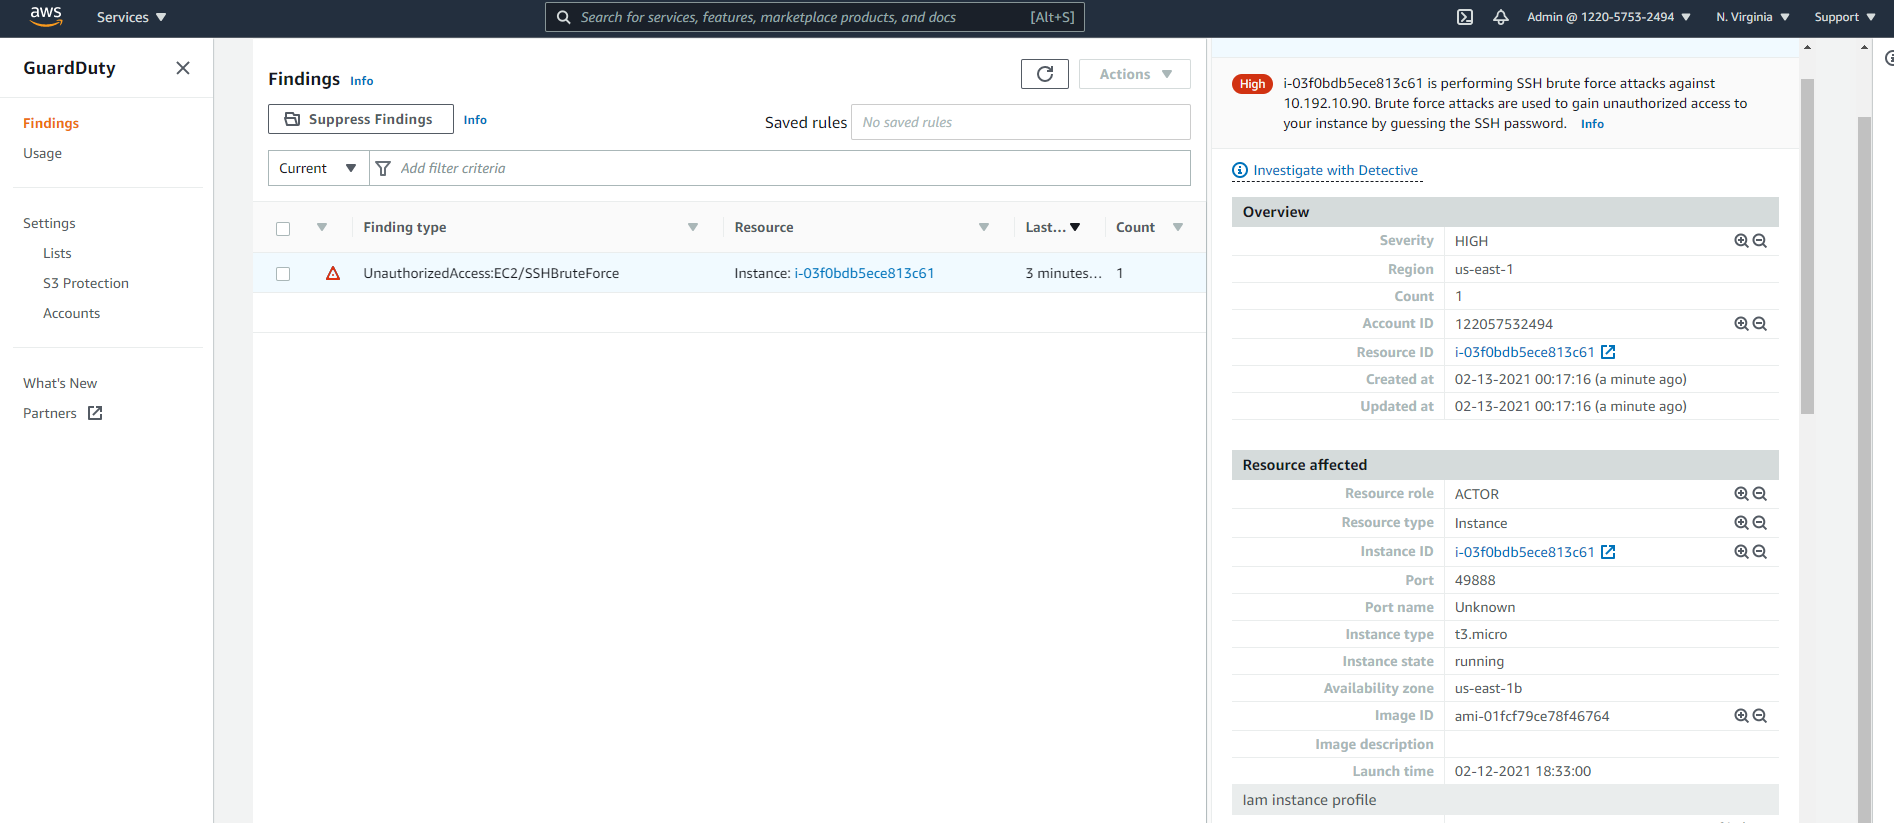 aws
Services
Search for services, features, marketplace products, and docs [Alt+S]
Admin @ 1220-5753-2494
N. Virginia
Support
GuardDuty
Findings
Usage
Settings
Lists
S3 Protection
Accounts
What's New
Partners
Findings Info
Actions
Suppress Findings Info
Saved rules No saved rules
Current Add filter criteria
Finding type Resource Last... Count
UnauthorizedAccess:EC2/SSHBruteForce Instance: i-03f0bdb5ece813c61 3 minutes... 1
High i-03f0bdb5ece813c61 is performing SSH brute force attacks against
10.192.10.90. Brute force attacks are used to gain unauthorized access to
your instance by guessing the SSH password. Info
Investigate with Detective
Overview
Severity HIGH
Region us-east-1
Count 1
Account ID 122057532494
Resource ID i-03f0bdb5ece813c61
Created at 02-13-2021 00:17:16 (a minute ago)
Updated at 02-13-2021 00:17:16 (a minute ago)
Resource affected
Resource role ACTOR
Resource type Instance
Instance ID i-03f0bdb5ece813c61
Port 49888
Port name Unknown
Instance type t3.micro
Instance state running
Availability zone us-east-1b
Image ID ami-01fcf79ce78f46764
Image description
Launch time 02-12-2021 18:33:00
Iam instance profile